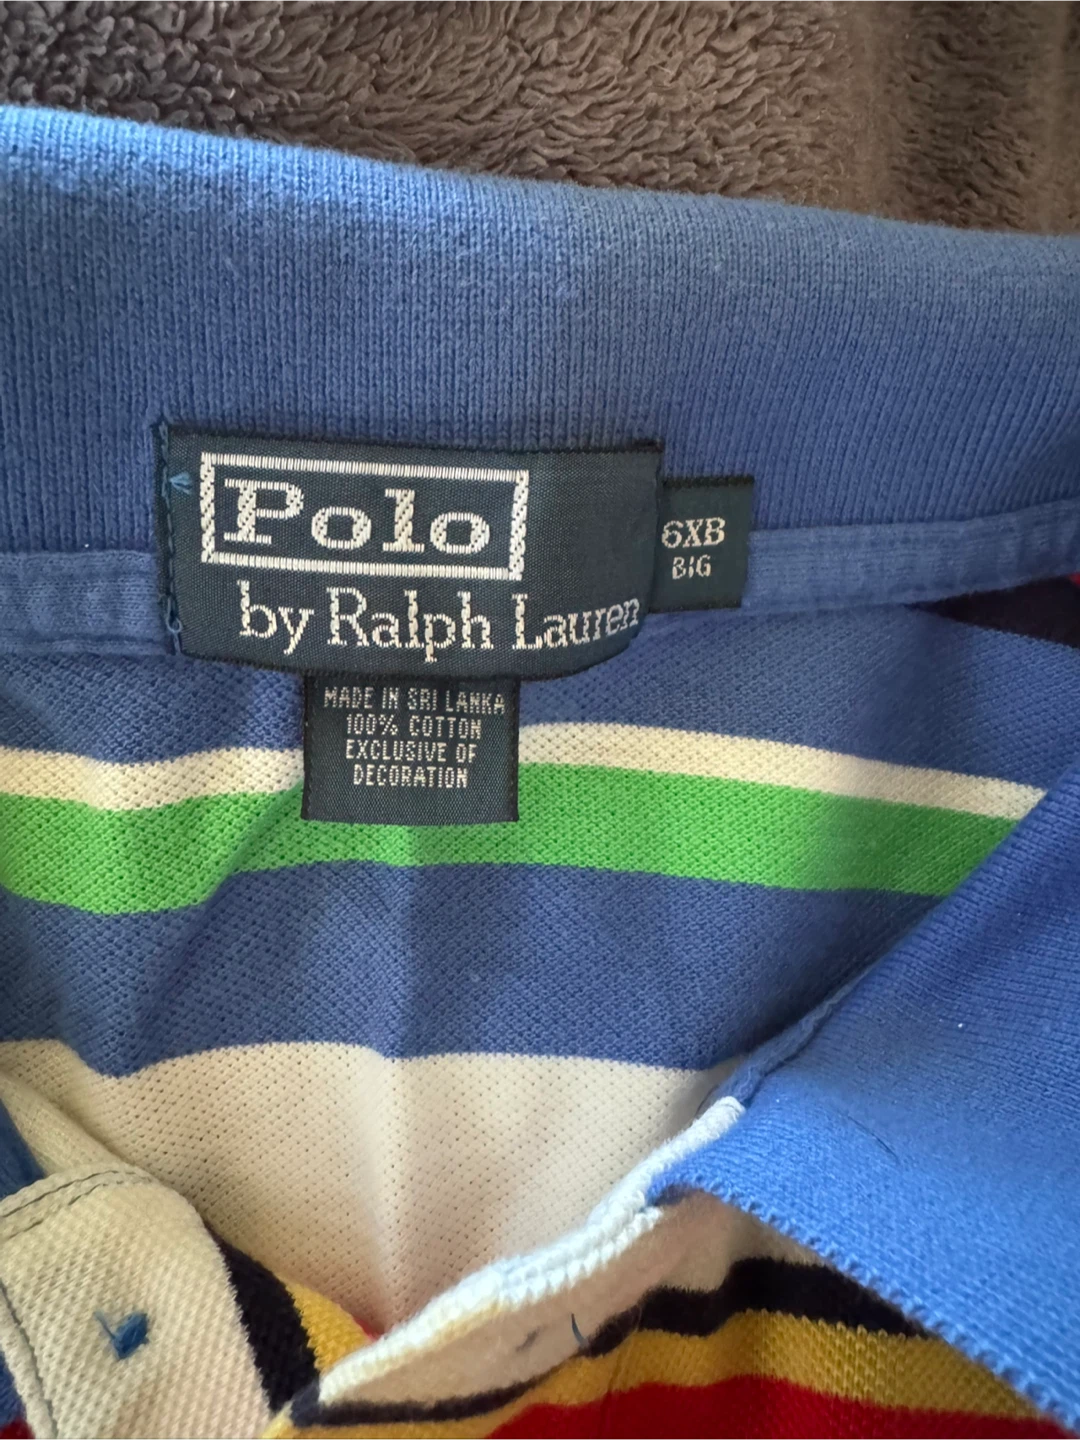 Polo
by Ralph Lauren
6XB
BIG
MADE IN SRI LANKA
100% COTTON
EXCLUSIVE OF
DECORATION